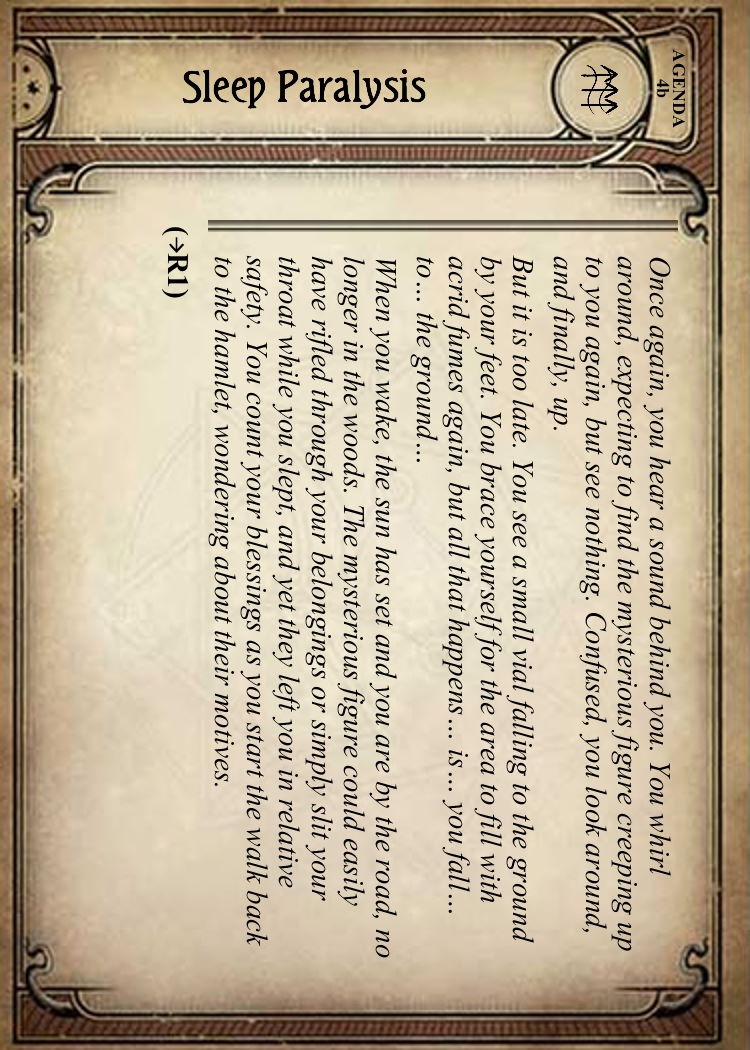 AGENDA
4b
Sleep Paralysis
Once again, you hear a sound behind you. You whirl
around, expecting to find the mysterious figure creeping up
to you again, but see nothing. Confused, you look around,
and finally, up.
But it is too late. You see a small vial falling to the ground
by your feet. You brace yourself for the area to fill with
acrid fumes again, but all that happens… is… you fall…
to… the ground…
When you wake, the sun has set and you are by the road, no
longer in the woods. The mysterious figure could easily
have rifled through your belongings or simply slit your
throat while you slept, and yet they left you in relative
safety. You count your blessings as you start the walk back
to the hamlet, wondering about their motives.
(→R1)